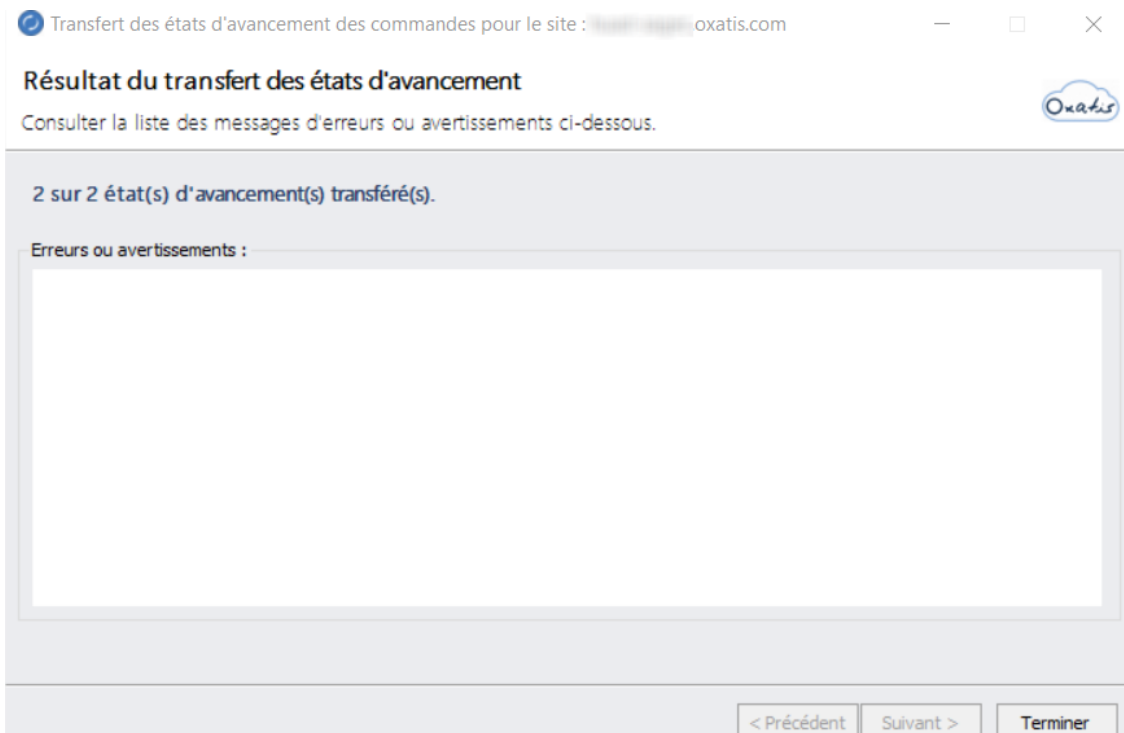 Transfert des états d'avancement des commandes pour le site : oxatis.com
Résultat du transfert des états d'avancement
Consulter la liste des messages d'erreurs ou avertissements ci-dessous.
Oxatis
2 sur 2 état(s) d'avancement(s) transféré(s).
Erreurs ou avertissements :
< Précédent
Suivant >
Terminer